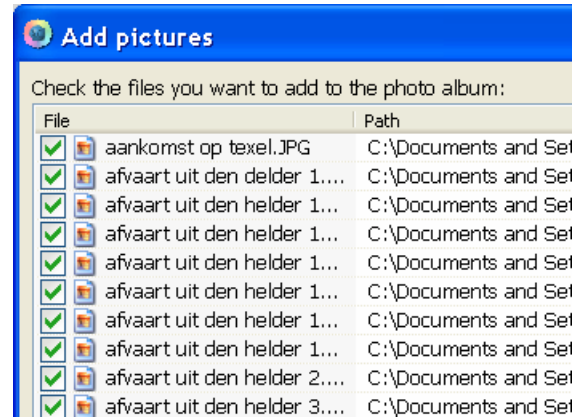 Add pictures
Check the files you want to add to the photo album:
File Path
aankomst op texel.JPG C:\Documents and Set
afvaart uit den delder 1.... C:\Documents and Set
afvaart uit den helder 1... C:\Documents and Set
afvaart uit den helder 1... C:\Documents and Set
afvaart uit den helder 1... C:\Documents and Set
afvaart uit den helder 1... C:\Documents and Set
afvaart uit den helder 1... C:\Documents and Set
afvaart uit den helder 1... C:\Documents and Set
afvaart uit den helder 2.... C:\Documents and Set
afvaart uit den helder 3.... C:\Documents and Set